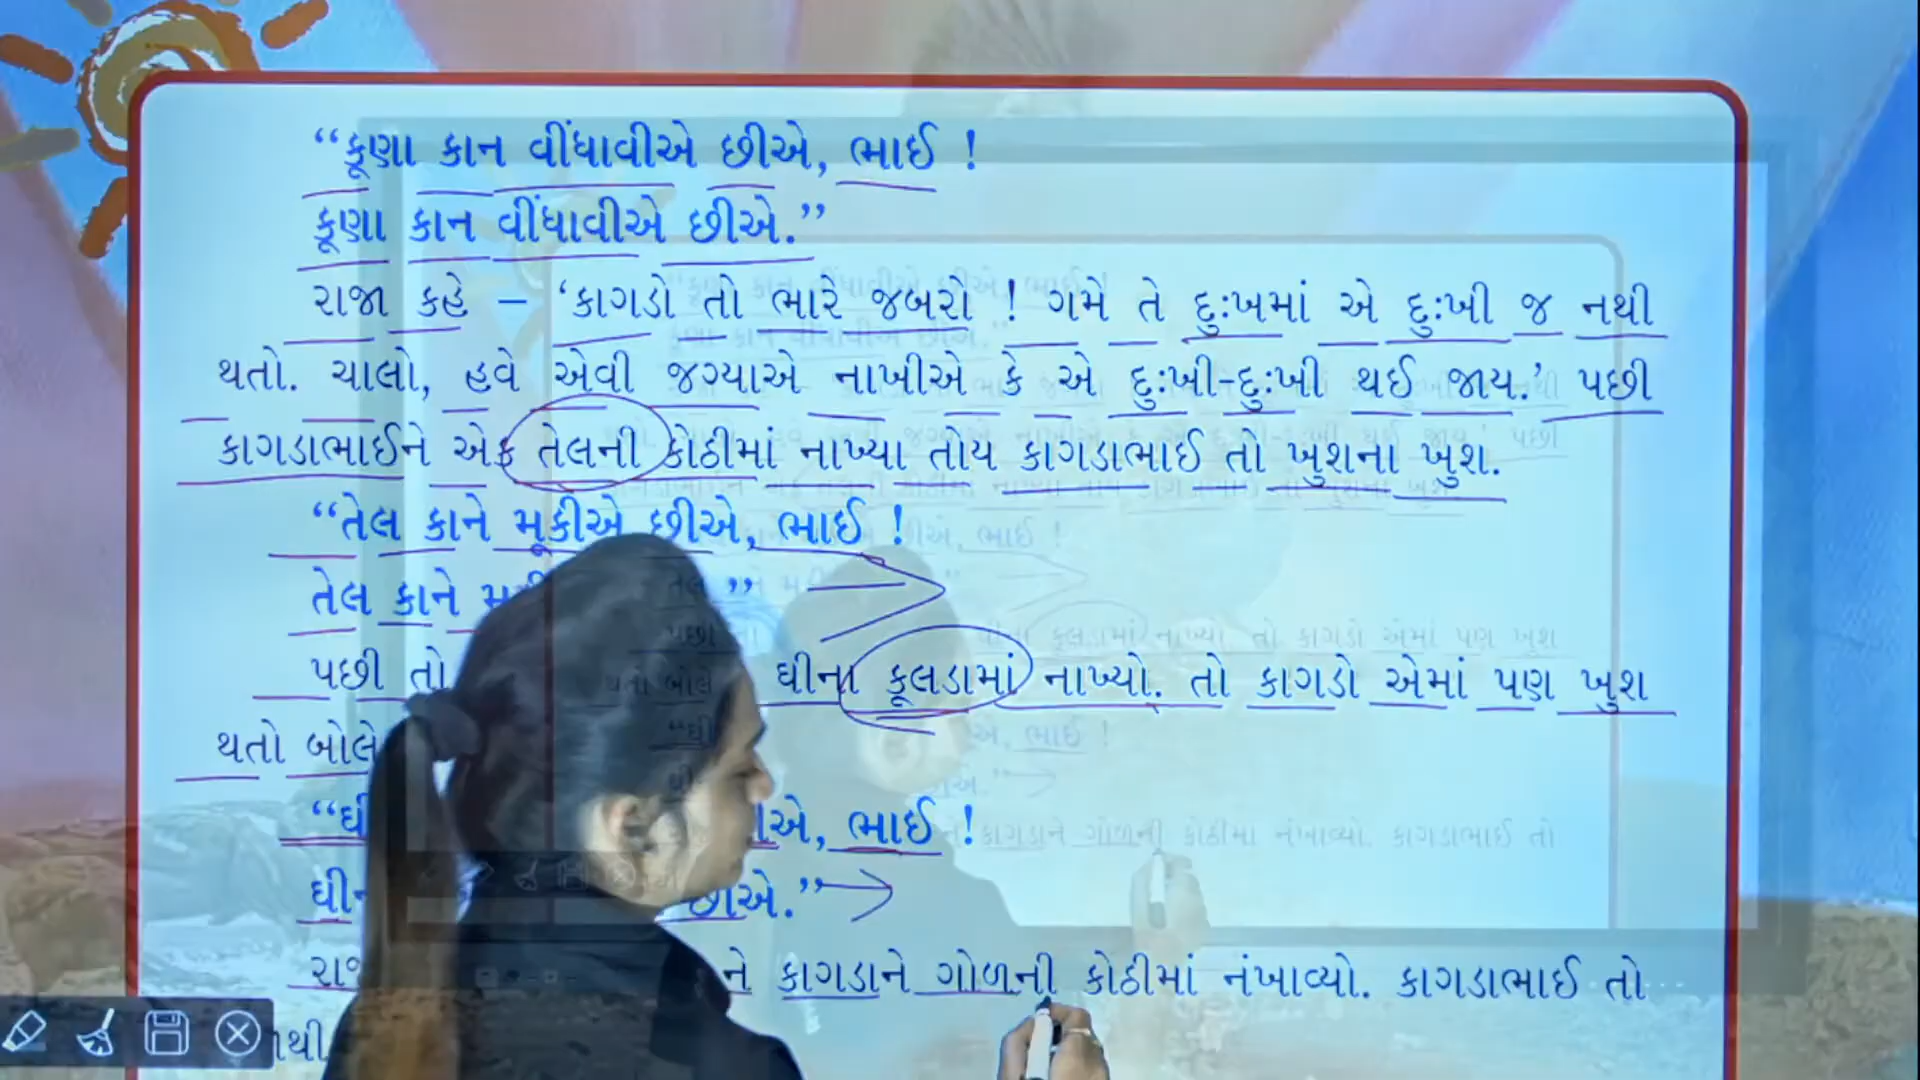 “કૂણા કાન વીંધાવીએ છીએ, ભાઈ !
કૂણા કાન વીંધાવીએ છીએ.”
રાજા કહે – ‘કાગડો તો ભારે જબરો ! ગમે તે દુઃખમાં એ દુઃખી જ નથી
થતો. ચાલો, હવે એવી જગ્યાએ નાખીએ કે એ દુઃખી-દુઃખી થઈ જાય.’ પછી
કાગડાભાઈને એક તેલની કોઠીમાં નાખ્યા તોય કાગડાભાઈ તો ખુશના ખુશ.
“તેલ કાને મૂકીએ છીએ, ભાઈ !
તેલ કાને ”
પછી તો ઘીના કૂલડામાં નાખ્યો. તો કાગડો એમાં પણ ખુશ
થતો બોલે
“ઘી ભાઈ !
છીએ.”
કાગડાને ગોળની કોઠીમાં નંખાવ્યો. કાગડાભાઈ તો